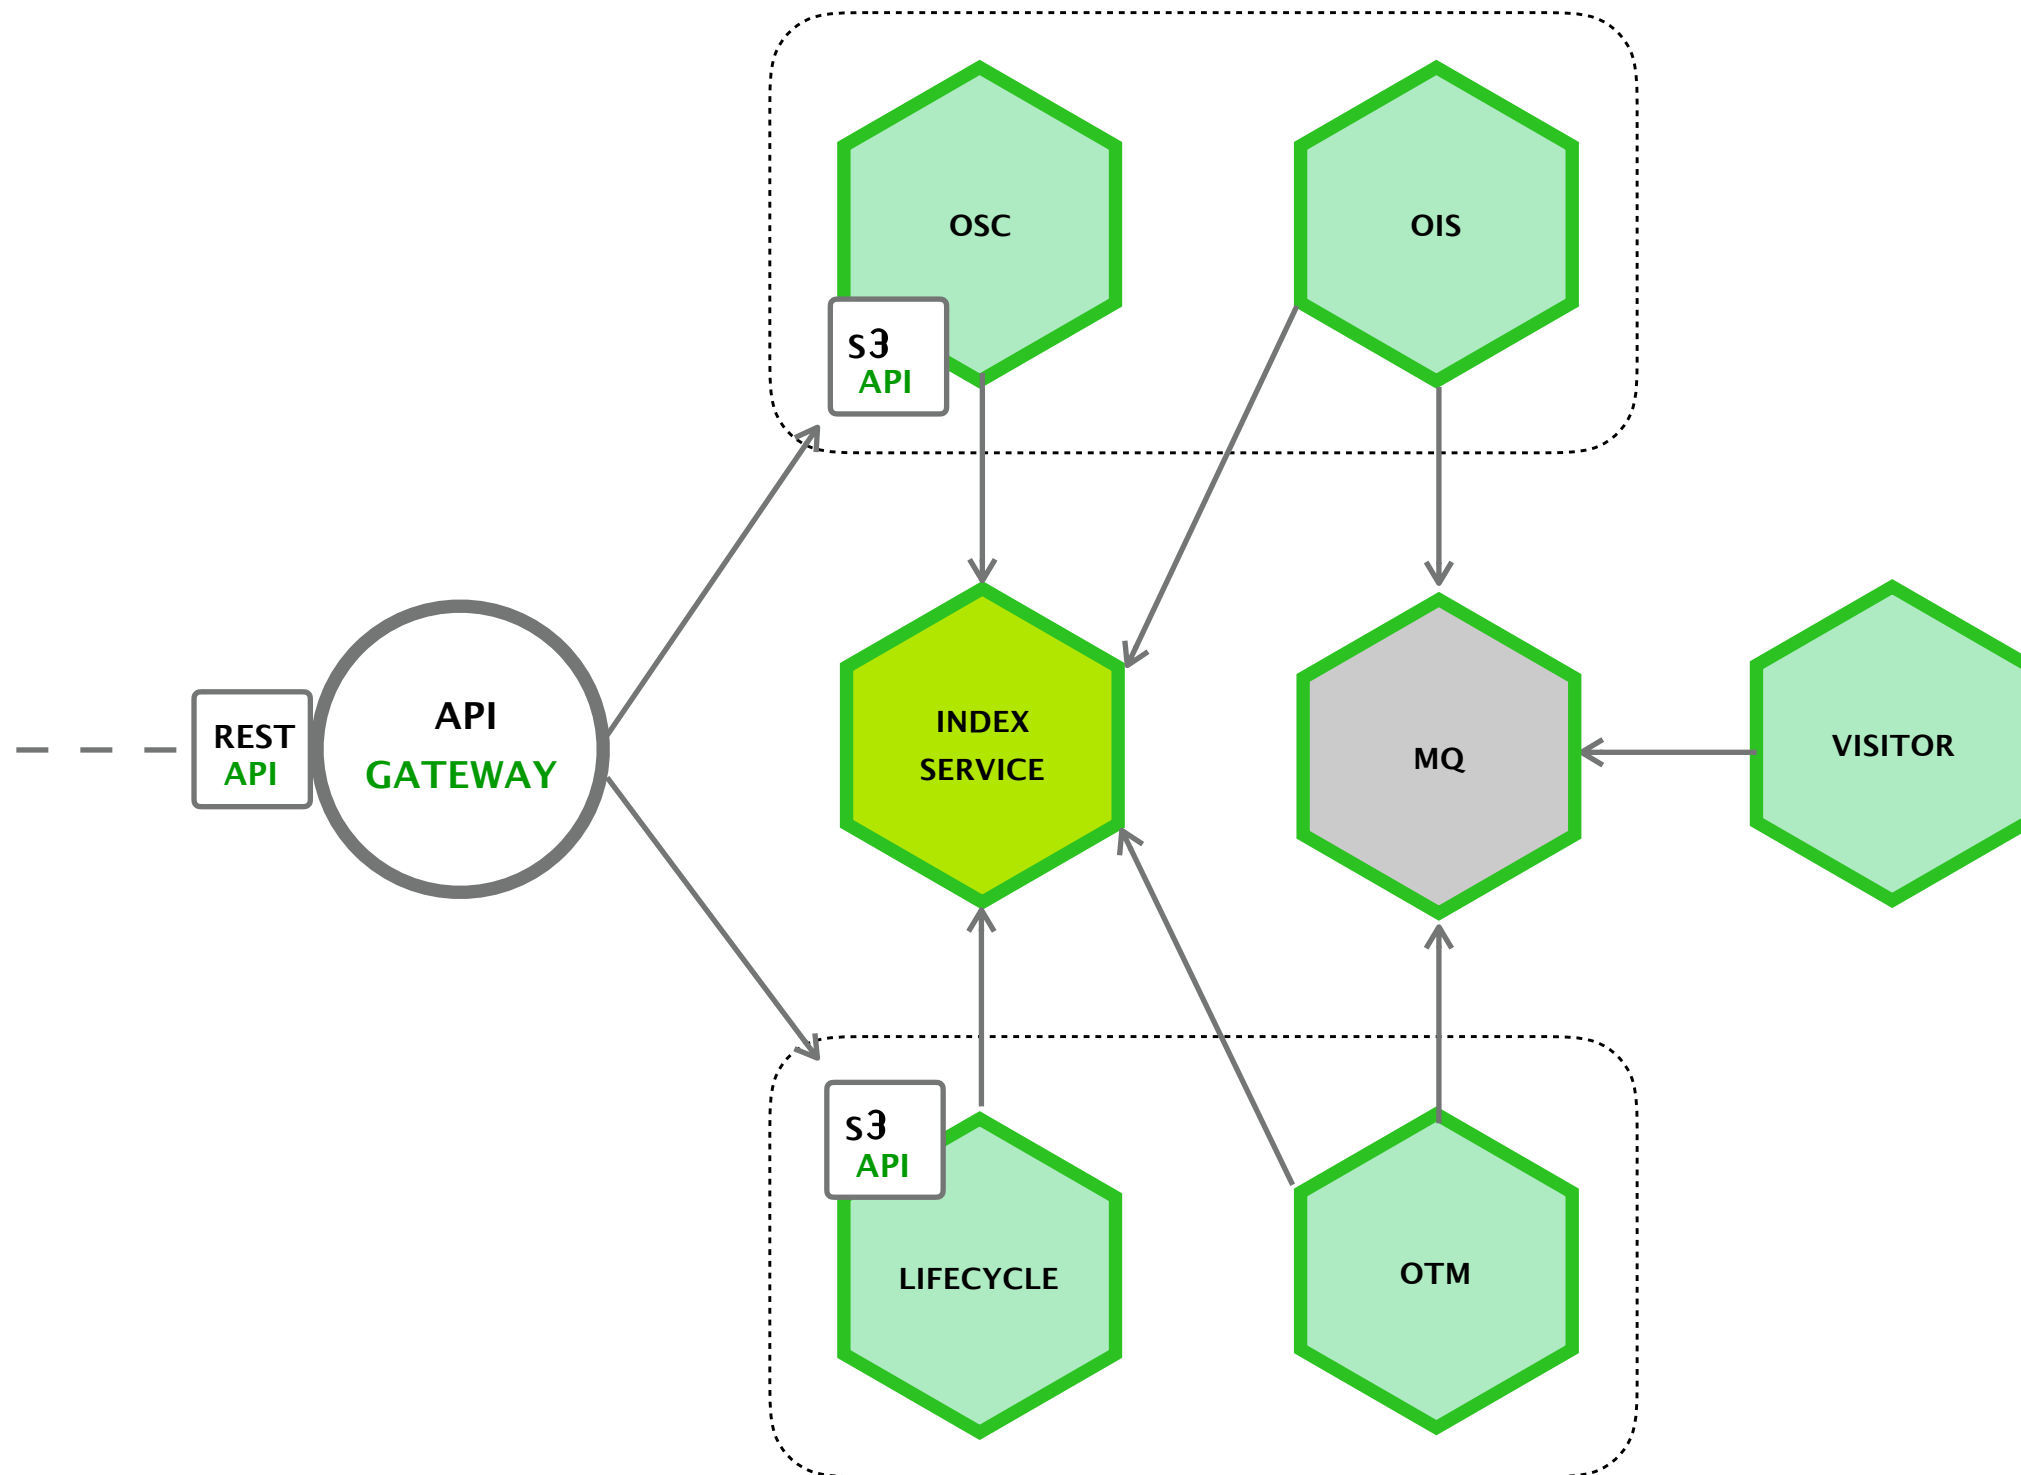 OSC
OIS
S3
API
REST
API
API
GATEWAY
INDEX
SERVICE
MQ
VISITOR
S3
API
LIFECYCLE
OTM